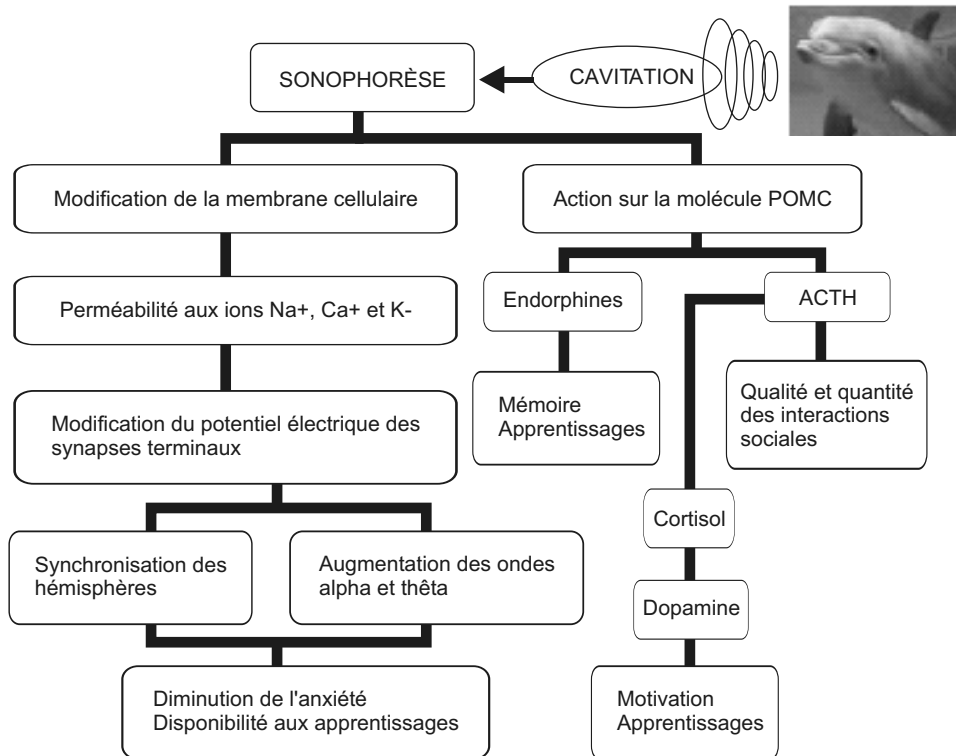 SONOPHORÈSE
CAVITATION
Modification de la membrane cellulaire
Action sur la molécule POMC
Perméabilité aux ions Na+, Ca+ et K-
Endorphines
ACTH
Modification du potentiel électrique des
synapses terminaux
Mémoire
Apprentissages
Qualité et quantité
des interactions
sociales
Synchronisation des
hémisphères
Augmentation des ondes
alpha et thêta
Cortisol
Dopamine
Diminution de l'anxiété
Disponibilité aux apprentissages
Motivation
Apprentissages